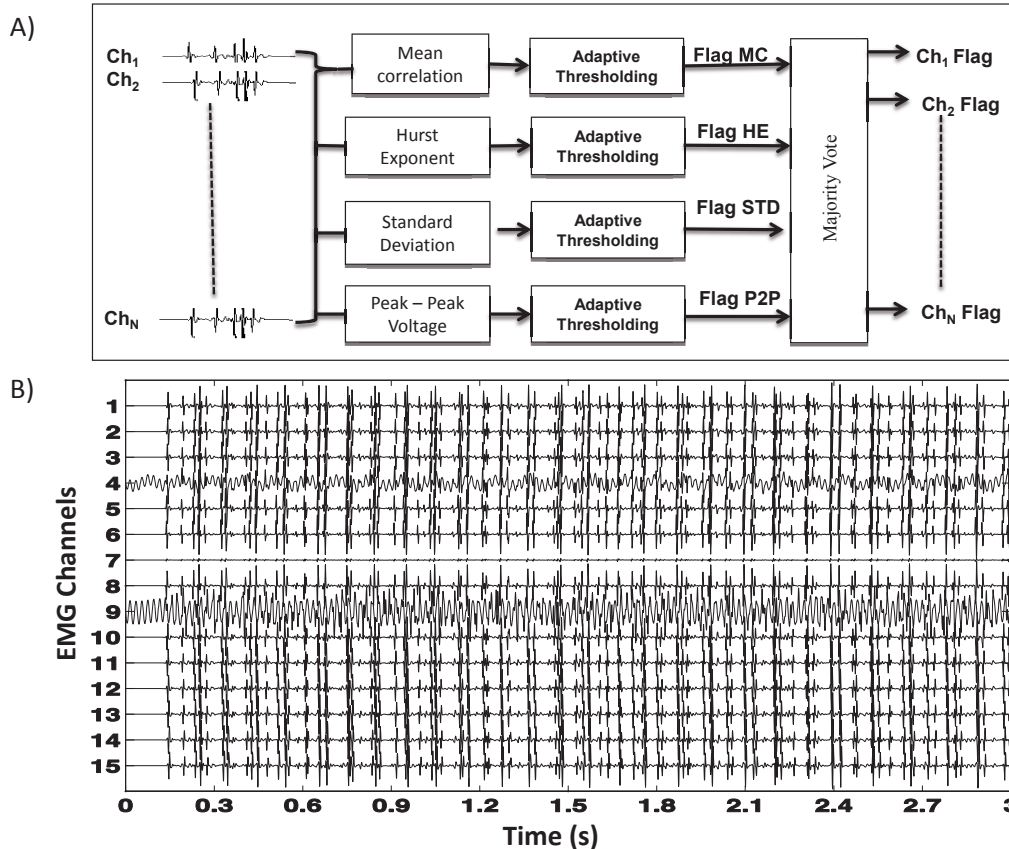 A)
Ch1
Ch2
ChN
Mean correlation
Adaptive Thresholding
Flag MC
Hurst Exponent
Adaptive Thresholding
Flag HE
Standard Deviation
Adaptive Thresholding
Flag STD
Peak – Peak Voltage
Adaptive Thresholding
Flag P2P
Majority Vote
Ch1 Flag
Ch2 Flag
ChN Flag
B)
EMG Channels
1
2
3
4
5
6
7
8
9
10
11
12
13
14
15
0 0.3 0.6 0.9 1.2 1.5 1.8 2.1 2.4 2.7 3
Time (s)